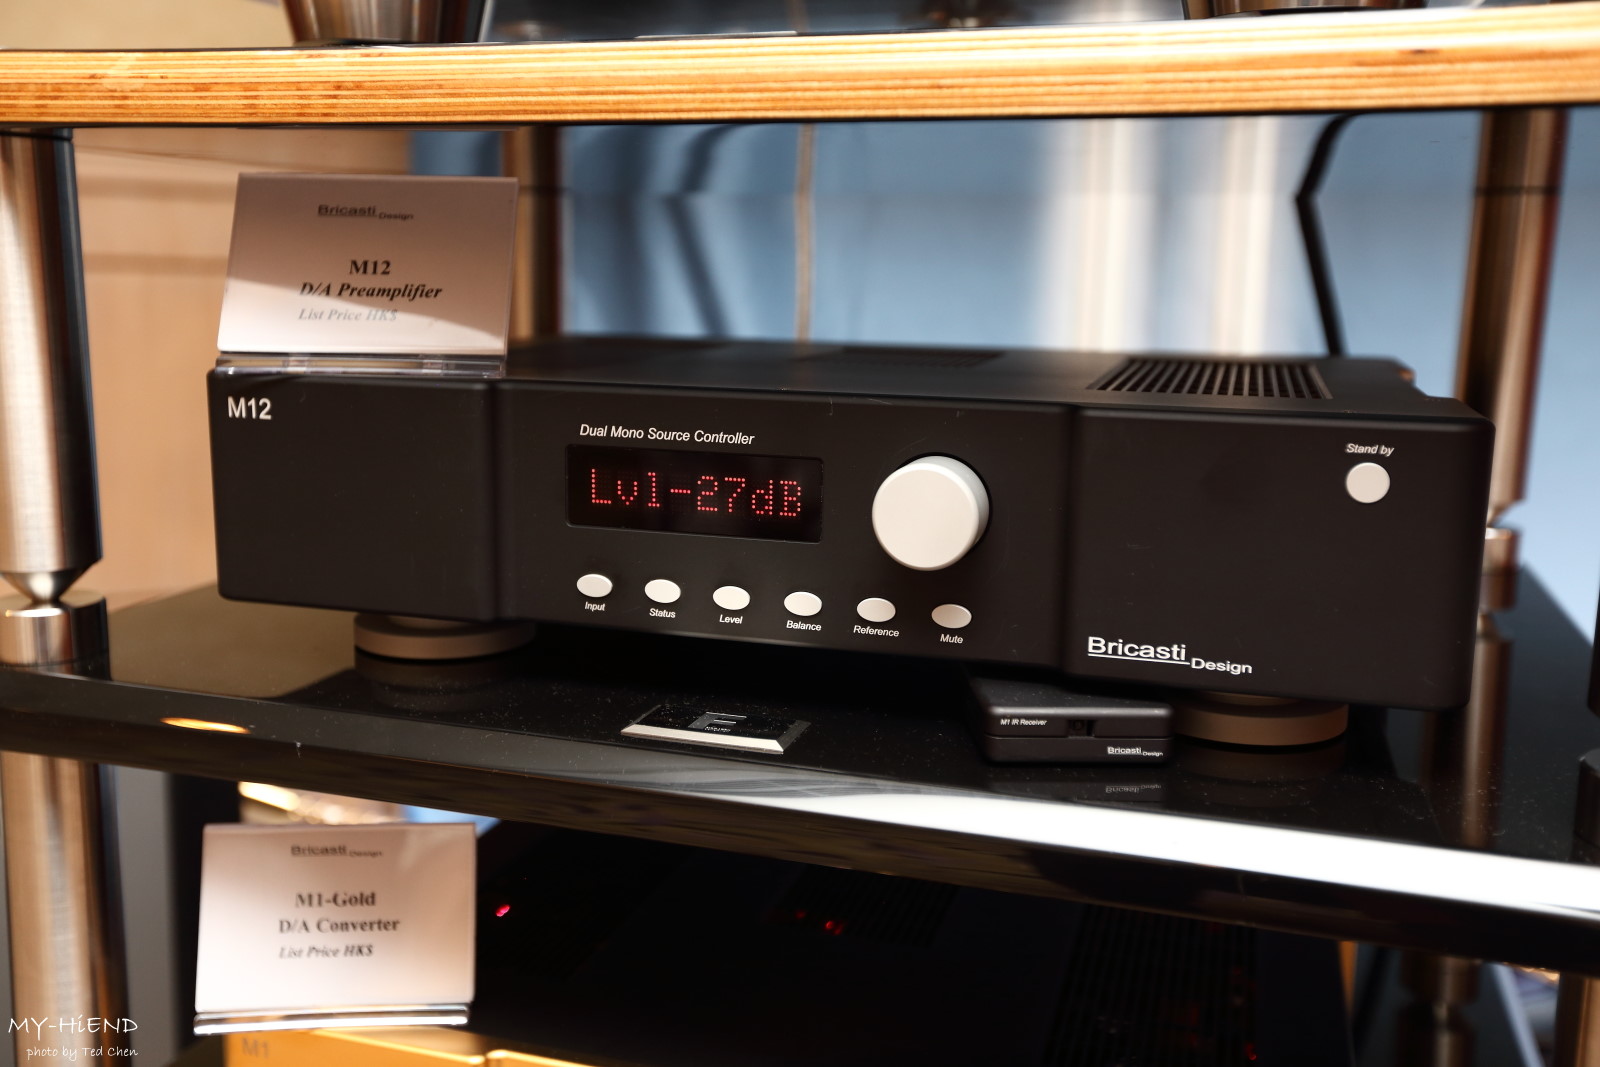 Bricasti Design
M12
D/A Preamplifier
List Price HK$
M12
Dual Mono Source Controller
Lvl-27dB
Stand by
Input
Status
Level
Balance
Reference
Mute
Bricasti Design
M1 IR Receiver
Bricasti Design
Bricasti Design
M1-Gold
D/A Converter
List Price HK$
M1
MY-HiEND
photo by Ted Chen